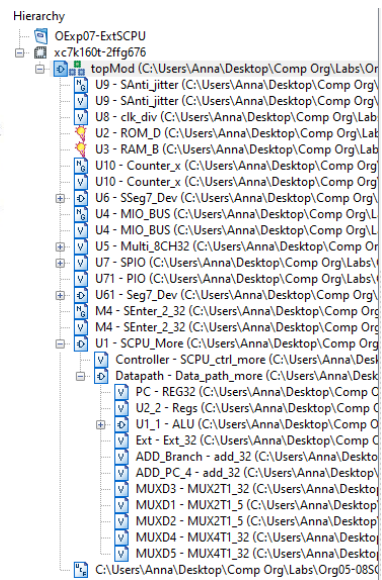 Hierarchy
OExp07-ExtSCPU
xc7k160t-2ffg676
topMod (C:\Users\Anna\Desktop\Comp Org\Labs\Or
U9 - SAnti_jitter (C:\Users\Anna\Desktop\Comp Org\
U9 - SAnti_jitter (C:\Users\Anna\Desktop\Comp Org\
U8 - clk_div (C:\Users\Anna\Desktop\Comp Org\Lab
U2 - ROM_D (C:\Users\Anna\Desktop\Comp Org\Lab
U3 - RAM_B (C:\Users\Anna\Desktop\Comp Org\Lab
U10 - Counter_x (C:\Users\Anna\Desktop\Comp Org\
U10 - Counter_x (C:\Users\Anna\Desktop\Comp Org\
U6 - SSeg7_Dev (C:\Users\Anna\Desktop\Comp Org\
U4 - MIO_BUS (C:\Users\Anna\Desktop\Comp Org\L
U4 - MIO_BUS (C:\Users\Anna\Desktop\Comp Org\L
U5 - Multi_8CH32 (C:\Users\Anna\Desktop\Comp Or
U7 - SPIO (C:\Users\Anna\Desktop\Comp Org\Labs\
U71 - PIO (C:\Users\Anna\Desktop\Comp Org\Labs\
U61 - Seg7_Dev (C:\Users\Anna\Desktop\Comp Org\
M4 - SEnter_2_32 (C:\Users\Anna\Desktop\Comp Org
M4 - SEnter_2_32 (C:\Users\Anna\Desktop\Comp Org
U1 - SCPU_More (C:\Users\Anna\Desktop\Comp Org
Controller - SCPU_ctrl_more (C:\Users\Anna\Desk
Datapath - Data_path_more (C:\Users\Anna\Desk
PC - REG32 (C:\Users\Anna\Desktop\Comp O
U2_2 - Regs (C:\Users\Anna\Desktop\Comp C
U1_1 - ALU (C:\Users\Anna\Desktop\Comp O
Ext - Ext_32 (C:\Users\Anna\Desktop\Comp C
ADD_Branch - add_32 (C:\Users\Anna\Deskto
ADD_PC_4 - add_32 (C:\Users\Anna\Desktop\
MUXD3 - MUX2T1_32 (C:\Users\Anna\Desktop
MUXD1 - MUX2T1_5 (C:\Users\Anna\Desktop\
MUXD2 - MUX2T1_5 (C:\Users\Anna\Desktop\
MUXD4 - MUX4T1_32 (C:\Users\Anna\Desktop
MUXD5 - MUX4T1_32 (C:\Users\Anna\Desktop
C:\Users\Anna\Desktop\Comp Org\Labs\Org05-08SC